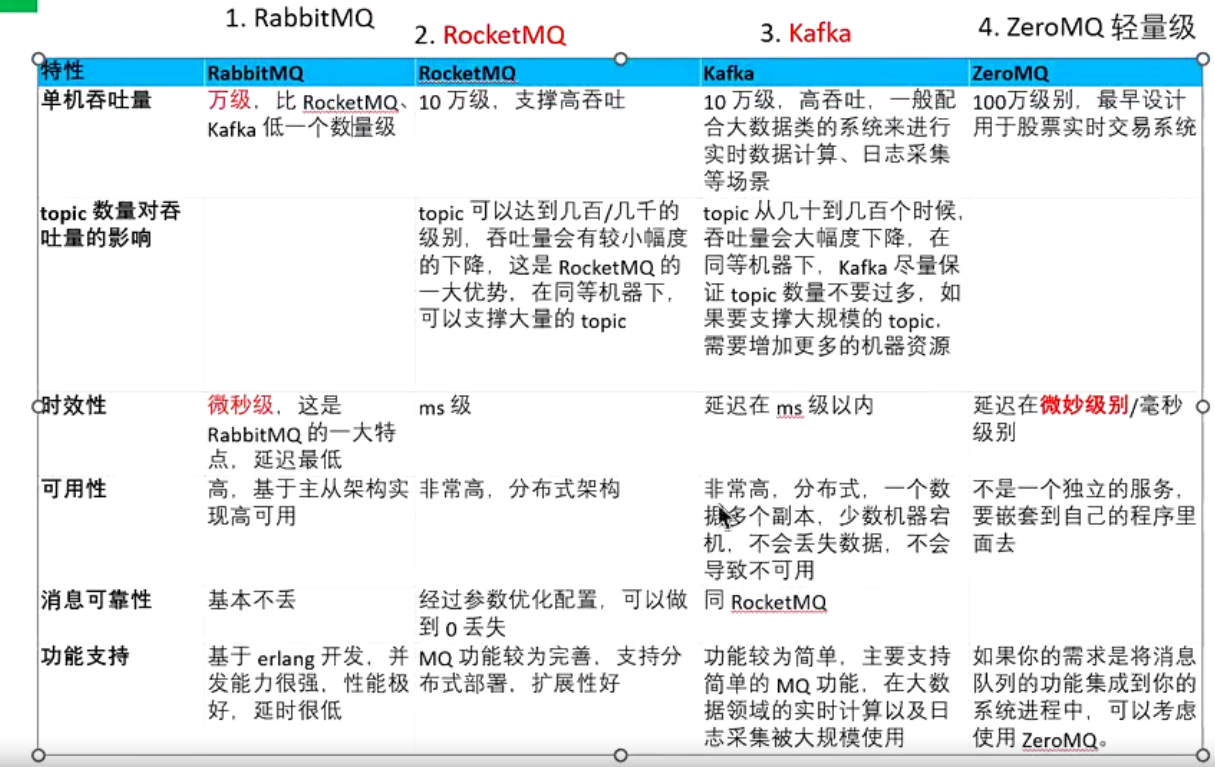 1. RabbitMQ
2. RocketMQ
3. Kafka
4. ZeroMQ 轻量级
特性
RabbitMQ
RocketMQ
Kafka
ZeroMQ
单机吞吐量
万级，比 RocketMQ、
Kafka 低一个数量级
10 万级，支撑高吞吐
10 万级，高吞吐，一般配
合大数据类的系统来进行
实时数据计算、日志采集
等场景
100万级别，最早设计
用于股票实时交易系统
topic 数量对吞
吐量的影响
topic 可以达到几百/几千的
级别，吞吐量会有较小幅度
的下降，这是 RocketMQ 的
一大优势，在同等机器下，
可以支撑大量的 topic
topic 从几十到几百个时候，
吞吐量会大幅度下降，在
同等机器下，Kafka 尽量保
证 topic 数量不要过多，如
果要支撑大规模的 topic，
需要增加更多的机器资源
时效性
微秒级，这是
RabbitMQ 的一大特
点，延迟最低
ms 级
延迟在 ms 级以内
延迟在微妙级别/毫秒
级别
可用性
高，基于主从架构实
现高可用
非常高，分布式架构
非常高，分布式，一个数
据多个副本，少数机器宕
机，不会丢失数据，不会
导致不可用
不是一个独立的服务，
要嵌套到自己的程序里
面去
消息可靠性
基本不丢
经过参数优化配置，可以做
到 0 丢失
同 RocketMQ
功能支持
基于 erlang 开发，并
发能力很强，性能极
好，延时很低
MQ 功能较为完善，支持分
布式部署，扩展性好
功能较为简单，主要支持
简单的 MQ 功能，在大数
据领域的实时计算以及日
志采集被大规模使用
如果你的需求是将消息
队列的功能集成到你的
系统进程中，可以考虑
使用 ZeroMQ。